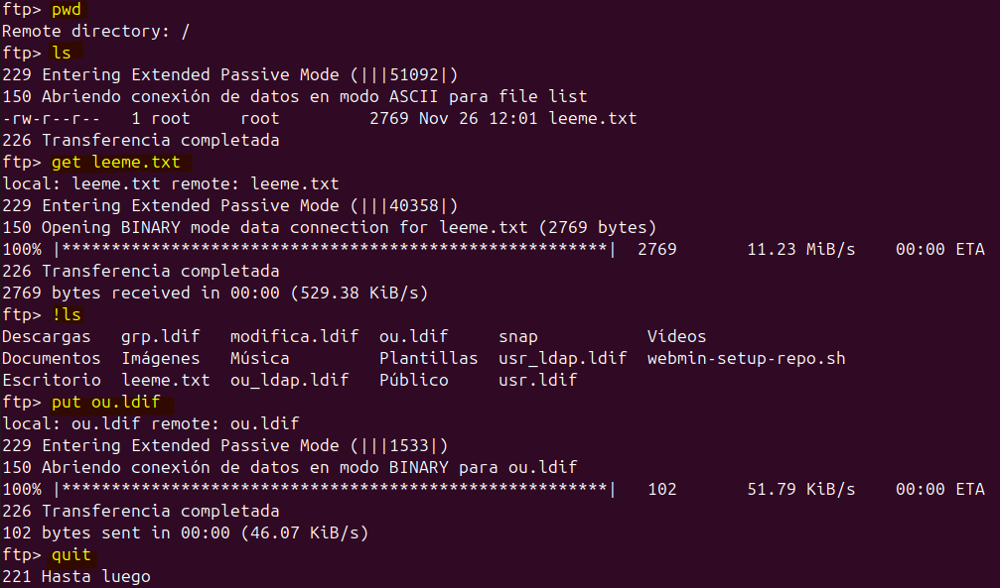 ftp> pwd
Remote directory: /
ftp> ls
229 Entering Extended Passive Mode (|||51092|)
150 Abriendo conexión de datos en modo ASCII para file list
-rw-r--r--   1 root     root         2769 Nov 26 12:01 leeme.txt
226 Transferencia completada
ftp> get leeme.txt
local: leeme.txt remote: leeme.txt
229 Entering Extended Passive Mode (|||40358|)
150 Opening BINARY mode data connection for leeme.txt (2769 bytes)
100% |*******************************************************|  2769       11.23 MiB/s    00:00 ETA
226 Transferencia completada
2769 bytes received in 00:00 (529.38 KiB/s)
ftp> !ls
Descargas   grp.ldif   modifica.ldif  ou.ldif     snap           Vídeos
Documentos  Imágenes   Música         Plantillas  usr_ldap.ldif  webmin-setup-repo.sh
Escritorio  leeme.txt  ou_ldap.ldif   Público     usr.ldif
ftp> put ou.ldif
local: ou.ldif remote: ou.ldif
229 Entering Extended Passive Mode (|||1533|)
150 Abriendo conexión de datos en modo BINARY para ou.ldif
100% |*******************************************************|   102       51.79 KiB/s    00:00 ETA
226 Transferencia completada
102 bytes sent in 00:00 (46.07 KiB/s)
ftp> quit
221 Hasta luego